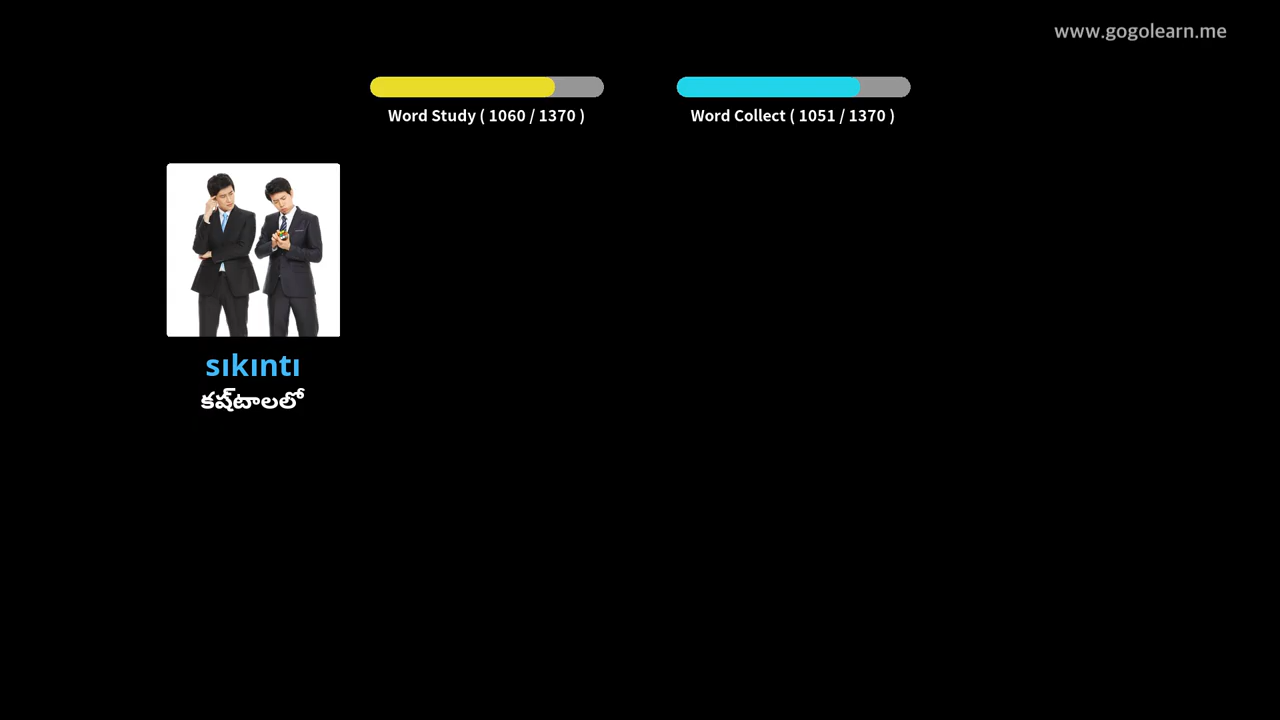 www.gogolearn.me
Word Study ( 1060 / 1370 )
Word Collect ( 1051 / 1370 )
sıkıntı
కష్‌టాలలో